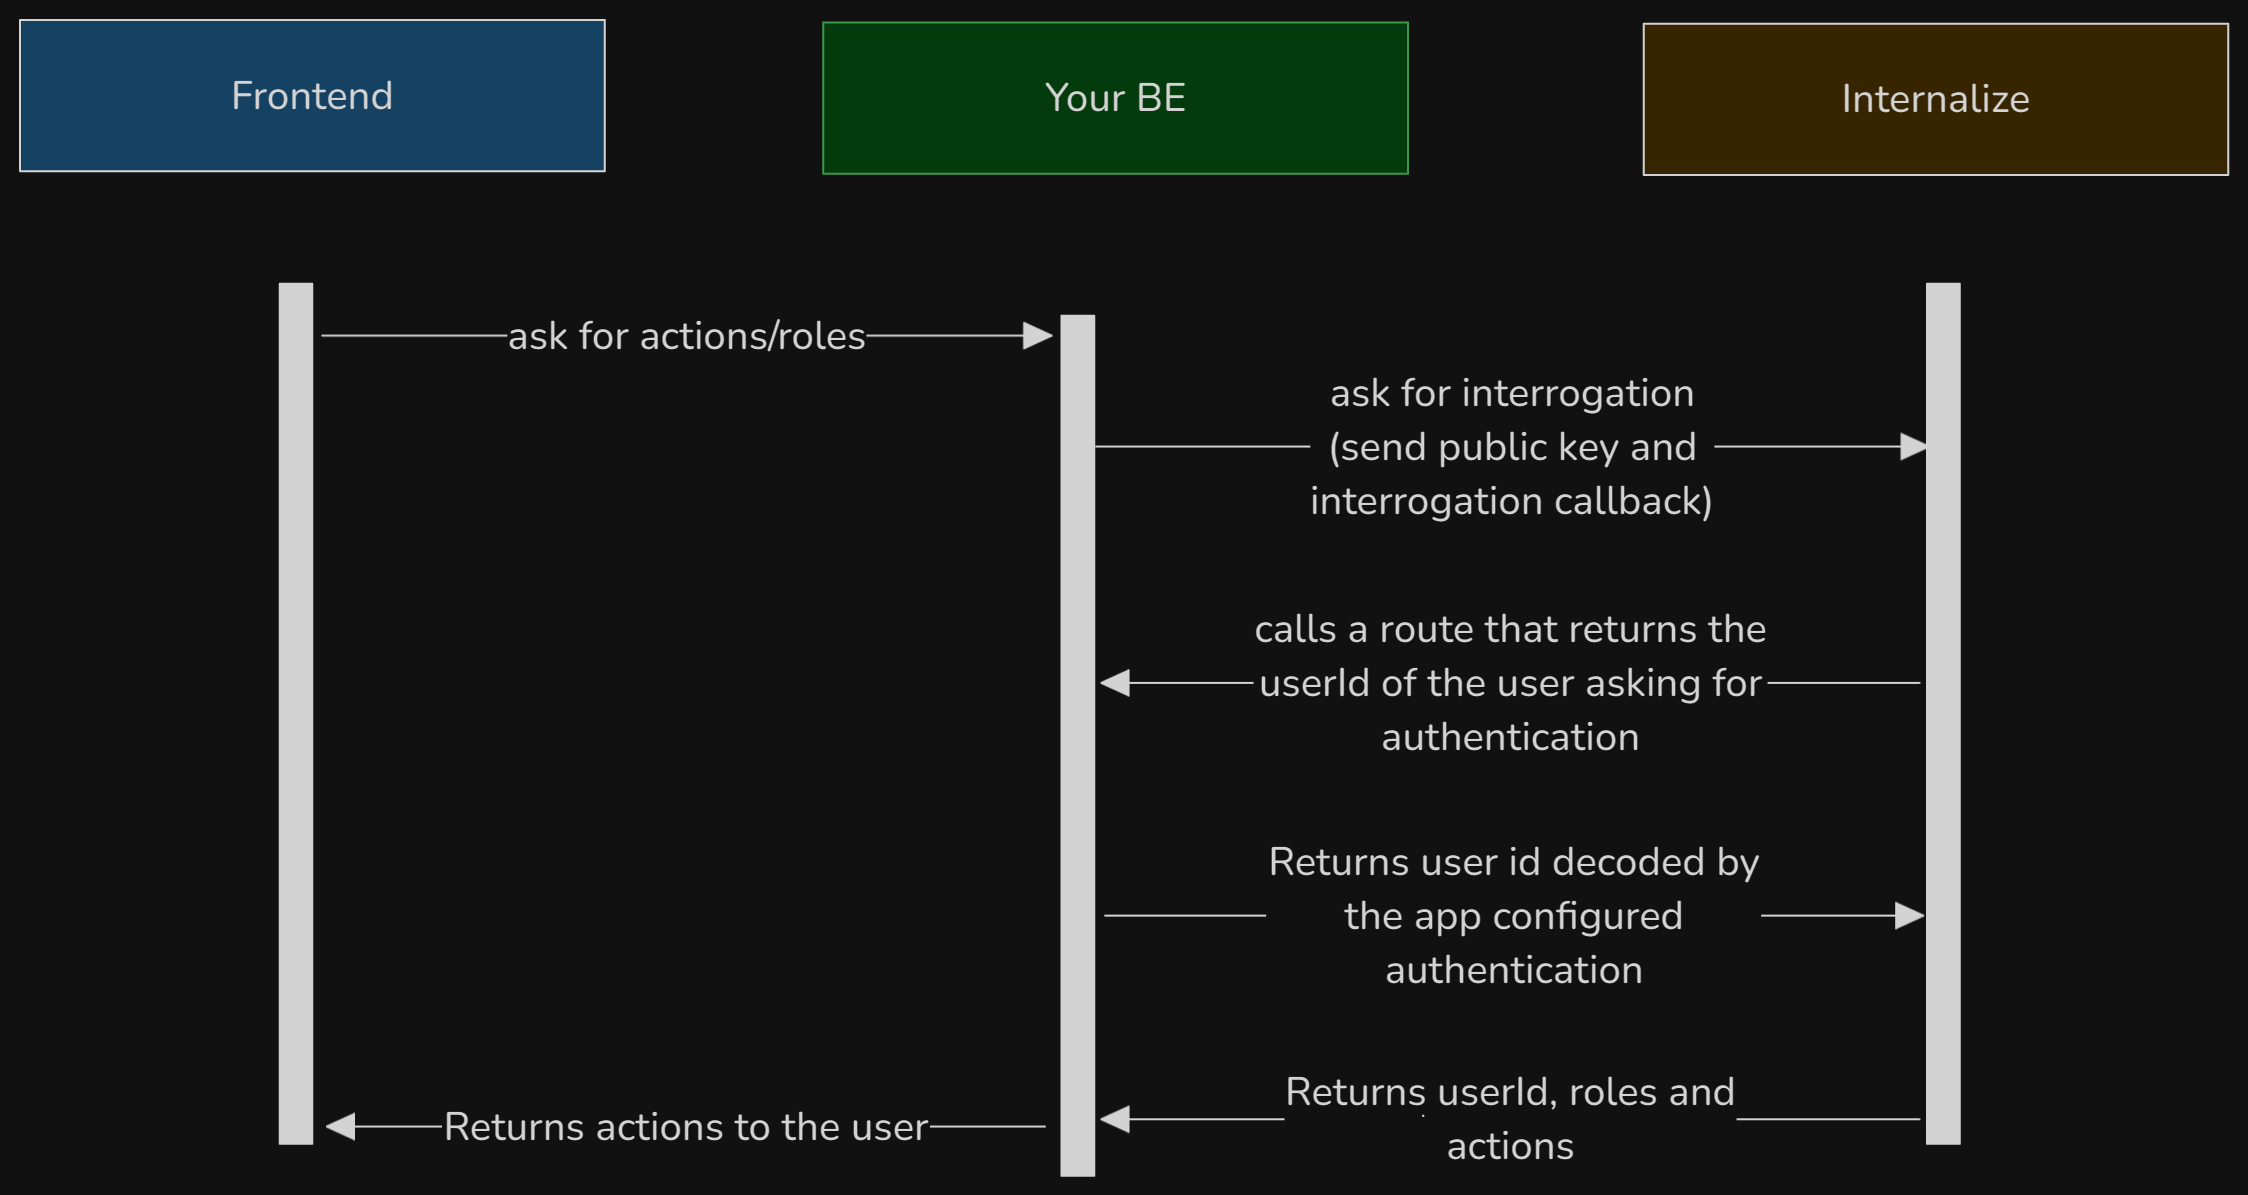 Frontend
Your BE
Internalize
ask for actions/roles
ask for interrogation
(send public key and
interrogation callback)
calls a route that returns the
userId of the user asking for
authentication
Returns user id decoded by
the app configured
authentication
Returns userId, roles and
actions
Returns actions to the user